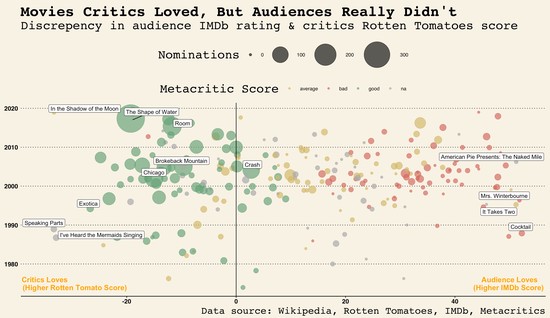 Movies Critics Loved, But Audiences Really Didn't
Discrepency in audience IMDb rating & critics Rotten Tomatoes score
Nominations 0 100 200 300
Metacritic Score average bad good na
2020
In the Shadow of the Moon
The Shape of Water
Room
2010
American Pie Presents: The Naked Mile
Brokeback Mountain
Crash
Chicago
2000
Mrs. Winterbourne
Exotica
It Takes Two
1990
Speaking Parts
Cocktail
I've Heard the Mermaids Singing
1980
Critics Loves
(Higher Rotten Tomato Score)
Audience Loves
(Higher IMDb Score)
-20 0 20 40
Data source: Wikipedia, Rotten Tomatoes, IMDb, Metacritics